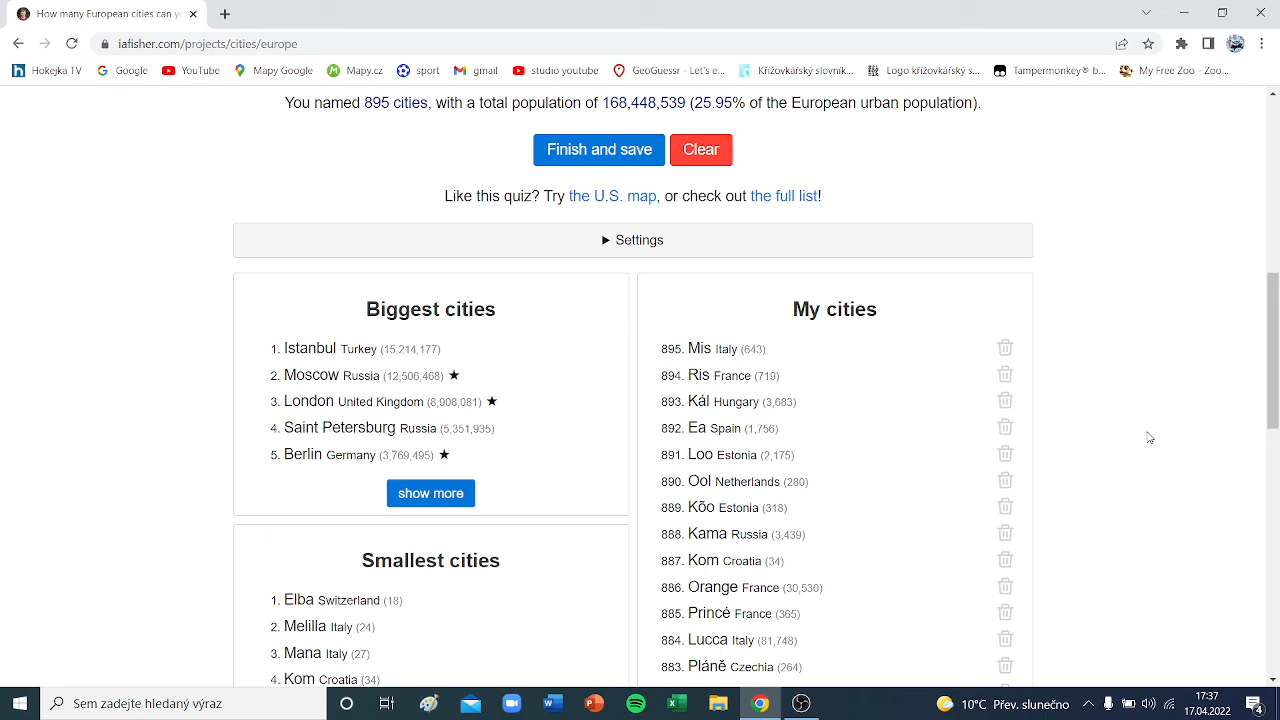 How many European cities can y
iafisher.com/projects/cities/europe
Hokejka TV
Google
YouTube
Mapy Google
Mapy.cz
sport
gmail
studio youtube
GeoGuessr - Let's e...
Křížovkářský slovník...
Logo křížovkářský s...
Tampermonkey® b...
My Free Zoo - Zoo...
You named 895 cities, with a total population of 168,448,539 (25.95% of the European urban population).
Finish and save
Clear
Like this quiz? Try the U.S. map, or check out the full list!
Settings
Biggest cities
1. Istanbul Turkey (15,214,177)
2. Moscow Russia (12,506,468) ★
3. London United Kingdom (8,908,081) ★
4. Saint Petersburg Russia (5,351,935)
5. Berlin Germany (3,769,495) ★
show more
Smallest cities
1. Elba Switzerland (18)
2. Mulla Italy (24)
3. Mana Italy (27)
4. Kom Croatia (34)
My cities
895. Mis Italy (643)
894. Ris France (719)
893. Kál Hungary (3,683)
892. Ea Spain (1,756)
891. Loo Estonia (2,175)
890. Ool Netherlands (280)
889. Kõo Estonia (318)
888. Kama Russia (3,439)
887. Kom Croatia (34)
886. Orange France (30,530)
885. Princé France (365)
884. Lucca Italy (81,748)
883. Pláně Czechia (264)
Sem zadejte hledaný výraz
10°C Přev. slunečno
17:37
17.04.2022